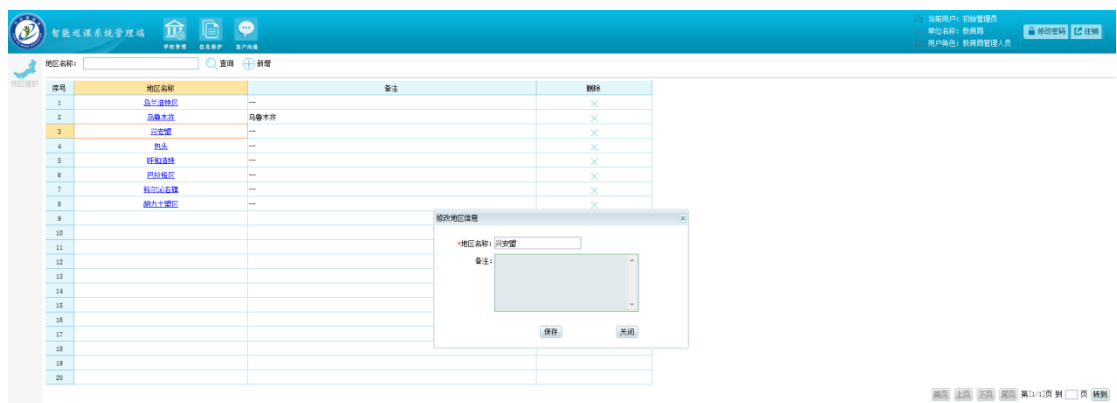 智能巡课系统管理端
学校管理
信息维护
客户沟通
当前用户：初始管理员
单位名称：教育局
用户角色：教育局管理人员
修改密码 注销
地区维护
地区名称： 查询 新增
序号 地区名称 备注 删除
1 乌兰浩特区 --
2 乌鲁木齐 乌鲁木齐
3 兴安盟 --
4 包头 --
5 呼和浩特 --
6 巴拉格区 --
7 科尔沁右旗 --
8 胡力土盟区 --
9
10
11
12
13
14
15
16
17
18
19
20
修改地区信息
*地区名称：兴安盟
备注：
保存 关闭
首页 上页 下页 尾页 第[1/1]页 到 页 转到